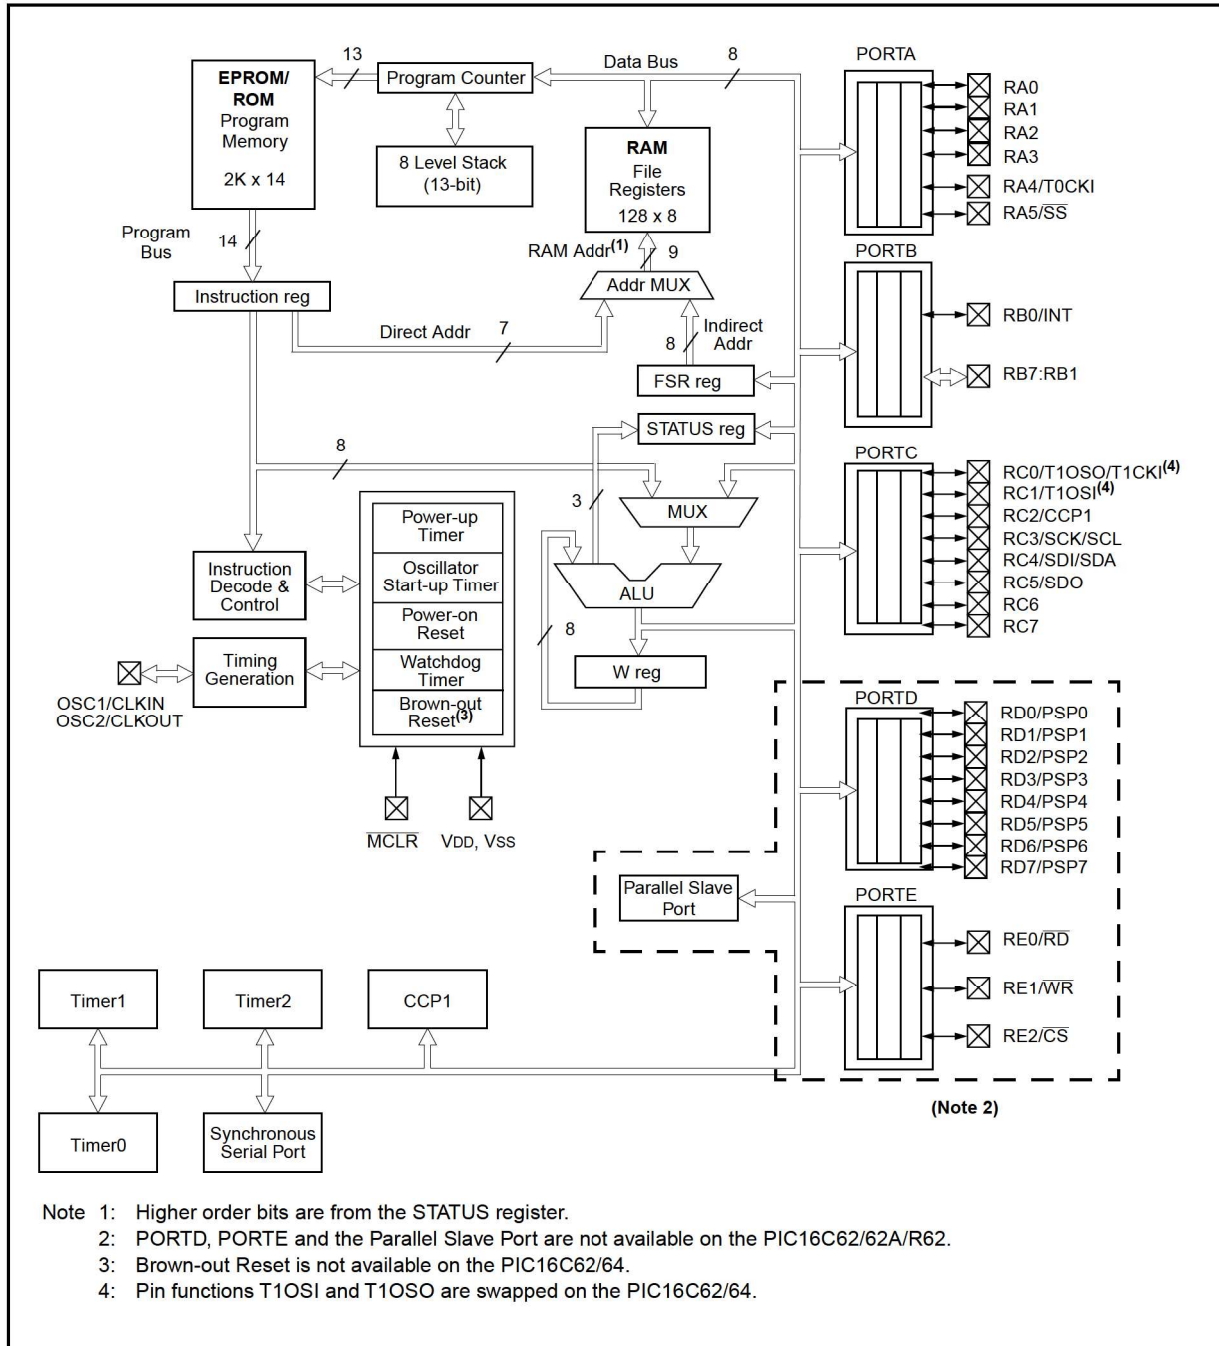 EPROM/
ROM
Program
Memory
2K x 14
13
Program Counter
8 Level Stack
(13-bit)
Data Bus
8
RAM
File
Registers
128 x 8
RAM Addr(1)
9
Addr MUX
Program
Bus
14
Instruction reg
Direct Addr
7
8
Indirect
Addr
FSR reg
STATUS reg
8
3
MUX
ALU
8
W reg
Instruction
Decode &
Control
Timing
Generation
OSC1/CLKIN
OSC2/CLKOUT
Power-up
Timer
Oscillator
Start-up Timer
Power-on
Reset
Watchdog
Timer
Brown-out
Reset(3)
MCLR
VDD, VSS
PORTA
RA0
RA1
RA2
RA3
RA4/T0CKI
RA5/SS
PORTB
RB0/INT
RB7:RB1
PORTC
RC0/T1OSO/T1CKI(4)
RC1/T1OSI(4)
RC2/CCP1
RC3/SCK/SCL
RC4/SDI/SDA
RC5/SDO
RC6
RC7
PORTD
RD0/PSP0
RD1/PSP1
RD2/PSP2
RD3/PSP3
RD4/PSP4
RD5/PSP5
RD6/PSP6
RD7/PSP7
Parallel Slave
Port
PORTE
RE0/RD
RE1/WR
RE2/CS
(Note 2)
Timer1
Timer2
CCP1
Timer0
Synchronous
Serial Port
Note 1: Higher order bits are from the STATUS register.
2: PORTD, PORTE and the Parallel Slave Port are not available on the PIC16C62/62A/R62.
3: Brown-out Reset is not available on the PIC16C62/64.
4: Pin functions T1OSI and T1OSO are swapped on the PIC16C62/64.